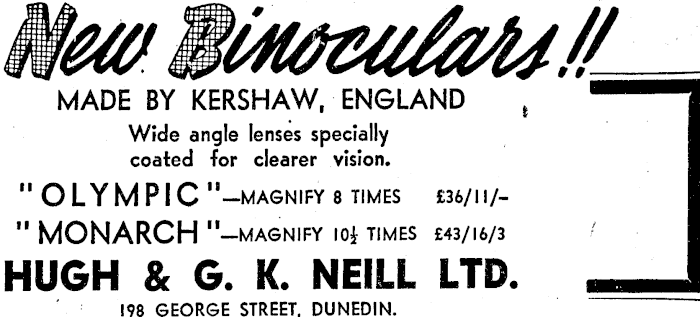 New Binoculars!!
MADE BY KERSHAW, ENGLAND
Wide angle lenses specially
coated for clearer vision.
"OLYMPIC"—MAGNIFY 8 TIMES £36/11/-
"MONARCH"—MAGNIFY 10½ TIMES £43/16/3
HUGH & G. K. NEILL LTD.
198 GEORGE STREET, DUNEDIN.